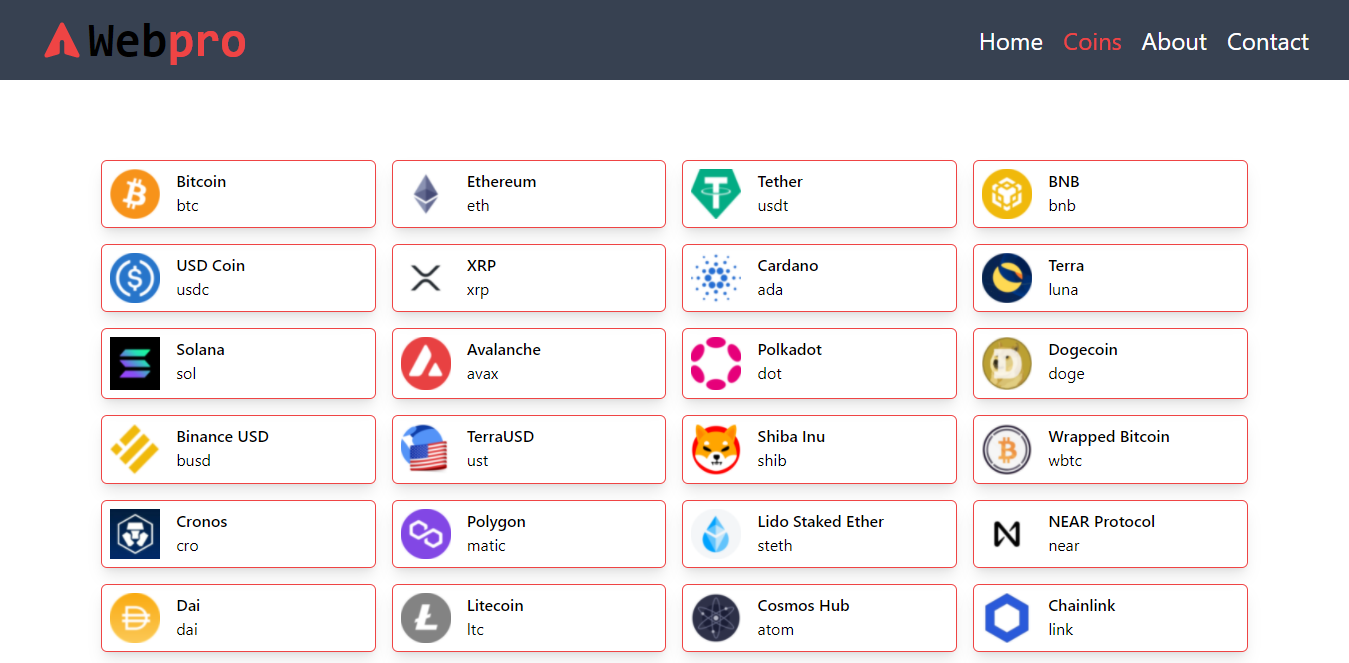 Webpro
Home Coins About Contact
Bitcoin
btc
Ethereum
eth
Tether
usdt
BNB
bnb
USD Coin
usdc
XRP
xrp
Cardano
ada
Terra
luna
Solana
sol
Avalanche
avax
Polkadot
dot
Dogecoin
doge
Binance USD
busd
TerraUSD
ust
Shiba Inu
shib
Wrapped Bitcoin
wbtc
Cronos
cro
Polygon
matic
Lido Staked Ether
steth
NEAR Protocol
near
Dai
dai
Litecoin
ltc
Cosmos Hub
atom
Chainlink
link